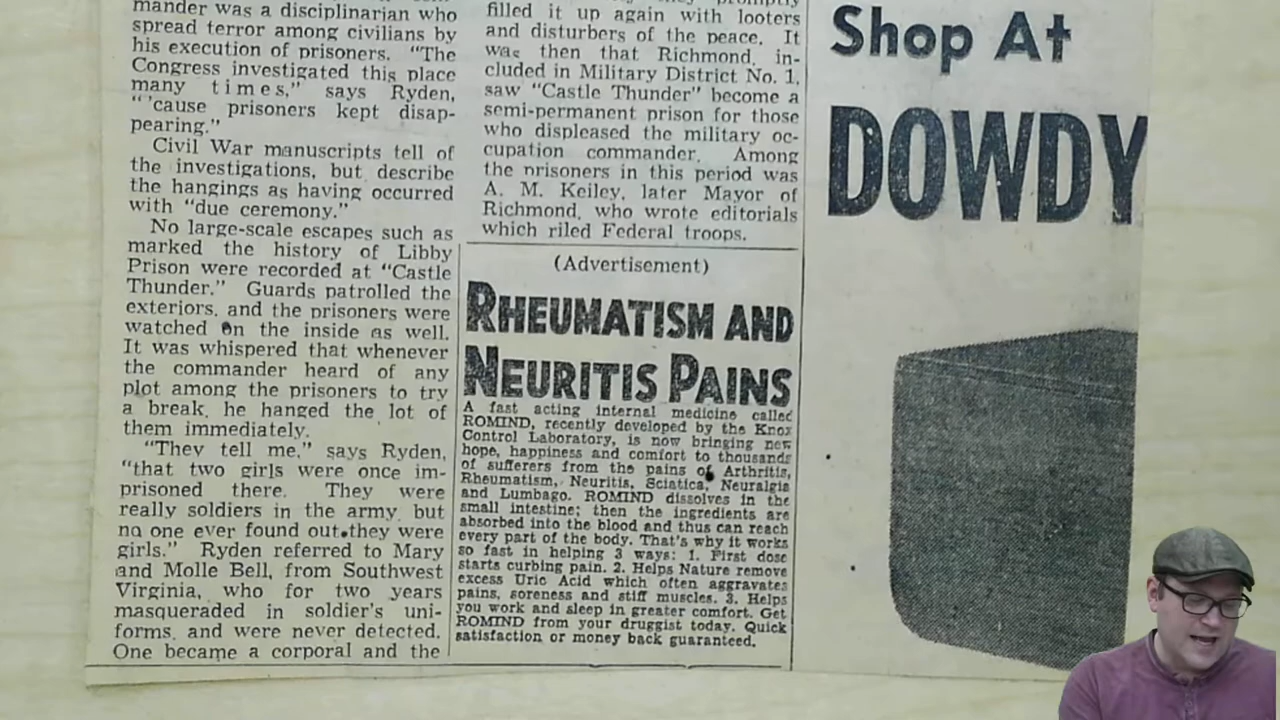 mander was a disciplinarian who
spread terror among civilians by
his execution of prisoners. "The
Congress investigated this place
many times," says Ryden,
"'cause prisoners kept disap-
pearing."
Civil War manuscripts tell of
the investigations, but describe
the hangings as having occurred
with "due ceremony."
No large-scale escapes such as
marked the history of Libby
Prison were recorded at "Castle
Thunder." Guards patrolled the
exteriors, and the prisoners were
watched on the inside as well.
It was whispered that whenever
the commander heard of any
plot among the prisoners to try
a break, he hanged the lot of
them immediately.
"They tell me," says Ryden,
"that two girls were once im-
prisoned there. They were
really soldiers in the army but
no one ever found out they were
girls." Ryden referred to Mary
and Molle Bell, from Southwest
Virginia, who for two years
masqueraded in soldier's uni-
forms, and were never detected.
One became a corporal and the
filled it up again with looters
and disturbers of the peace. It
was then that Richmond, in-
cluded in Military District No. 1,
saw "Castle Thunder" become a
semi-permanent prison for those
who displeased the military oc-
cupation commander. Among
the prisoners in this period was
A. M. Keiley, later Mayor of
Richmond, who wrote editorials
which riled Federal troops.
(Advertisement)
RHEUMATISM AND
NEURITIS PAINS
A fast acting internal medicine called
ROMIND, recently developed by the Knox
Control Laboratory, is now bringing new
hope, happiness and comfort to thousands
of sufferers from the pains of Arthritis,
Rheumatism, Neuritis, Sciatica, Neuralgia
and Lumbago. ROMIND dissolves in the
small intestine; then the ingredients are
absorbed into the blood and thus can reach
every part of the body. That's why it works
so fast in helping 3 ways: 1. First dose
starts curbing pain. 2. Helps Nature remove
excess Uric Acid which often aggravates
pains, soreness and stiff muscles. 3. Helps
you work and sleep in greater comfort. Get
ROMIND from your druggist today. Quick
satisfaction or money back guaranteed.
Shop At
DOWDY